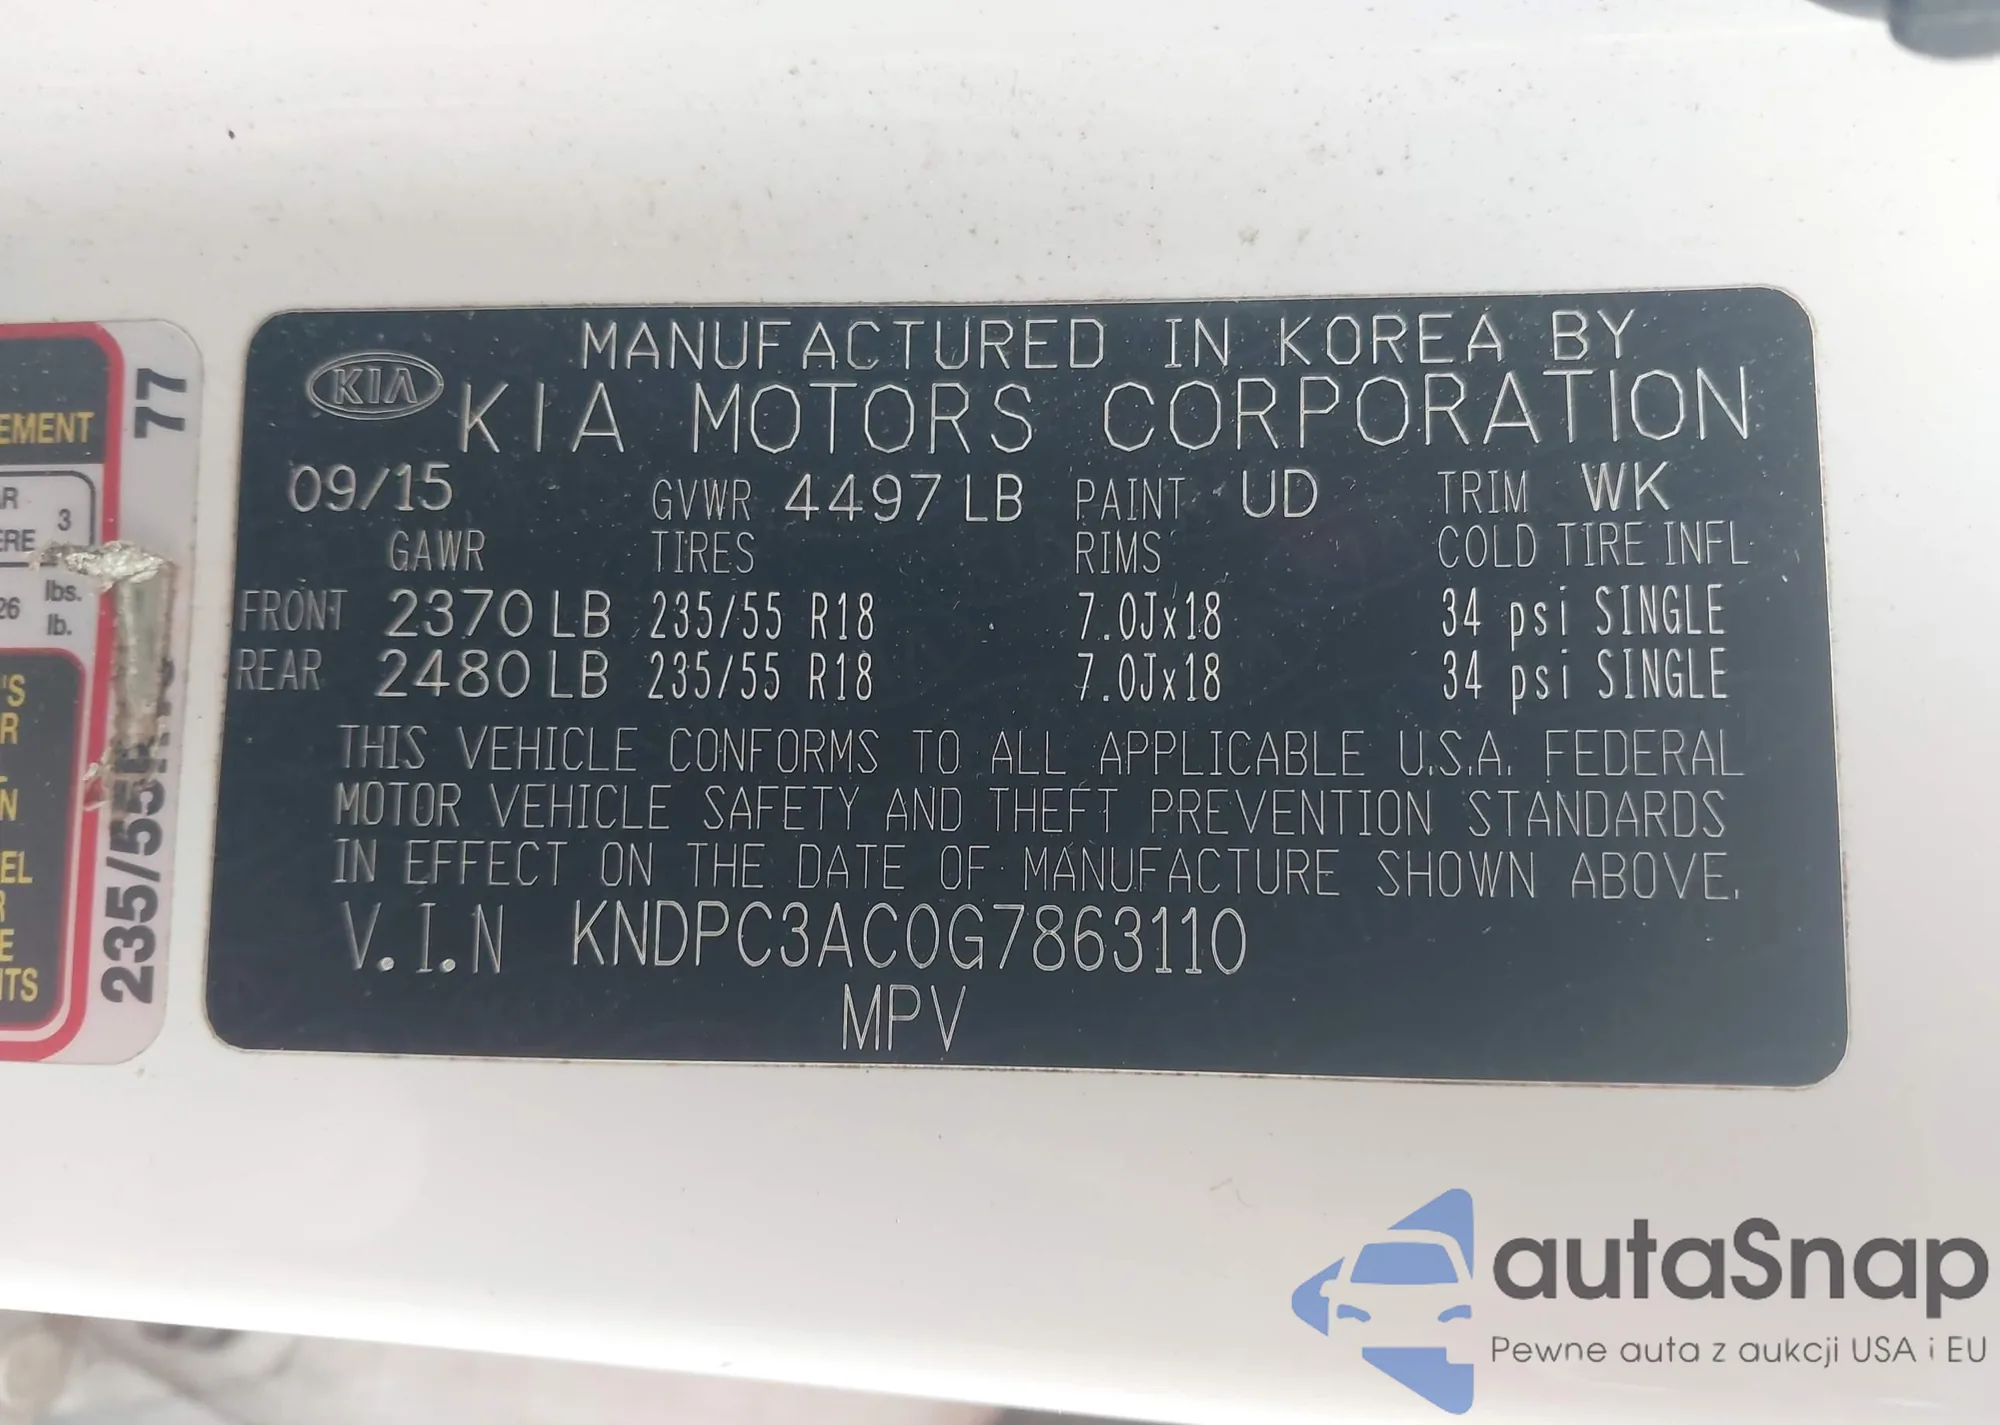 MANUFACTURED IN KOREA BY
KIA
KIA MOTORS CORPORATION
09/15 GVWR 4497 LB PAINT UD TRIM WK
GAWR TIRES RIMS COLD TIRE INFL
FRONT 2370 LB 235/55 R18 7.0Jx18 34 psi SINGLE
REAR 2480 LB 235/55 R18 7.0Jx18 34 psi SINGLE
THIS VEHICLE CONFORMS TO ALL APPLICABLE U.S.A. FEDERAL
MOTOR VEHICLE SAFETY AND THEFT PREVENTION STANDARDS
IN EFFECT ON THE DATE OF MANUFACTURE SHOWN ABOVE.
V.I.N KNDPC3AC0G7863110
MPV
77
3
lbs.
26
lb.
autaSnap
Pewne auta z aukcji USA i EU